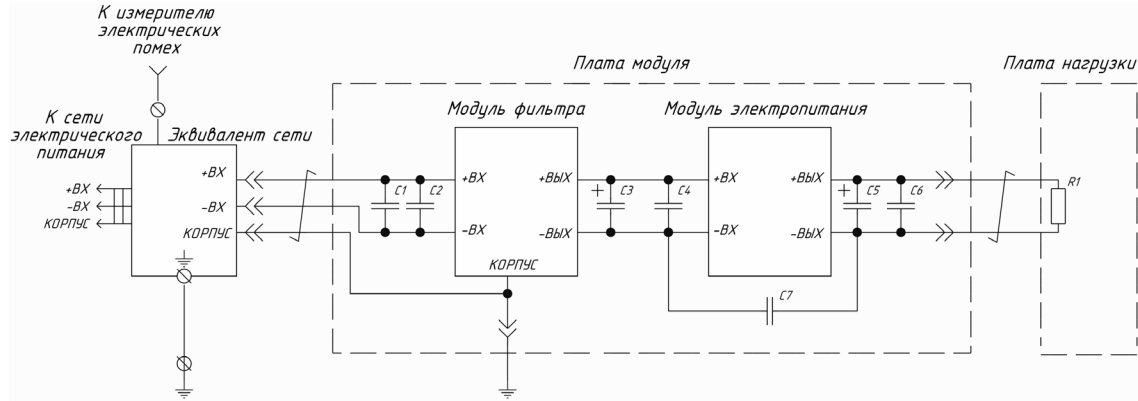 К измерителю
электрических
помех
Плата модуля
Плата нагрузки
К сети
электрического
питания
Эквивалент сети
Модуль фильтра
Модуль электропитания
+ВХ
-ВХ
КОРПУС
+ВХ
-ВХ
КОРПУС
C1
C2
+ВХ
-ВХ
+ВЫХ
-ВЫХ
КОРПУС
+
C3
C4
+ВХ
-ВХ
+ВЫХ
-ВЫХ
+
C5
C6
C7
R1